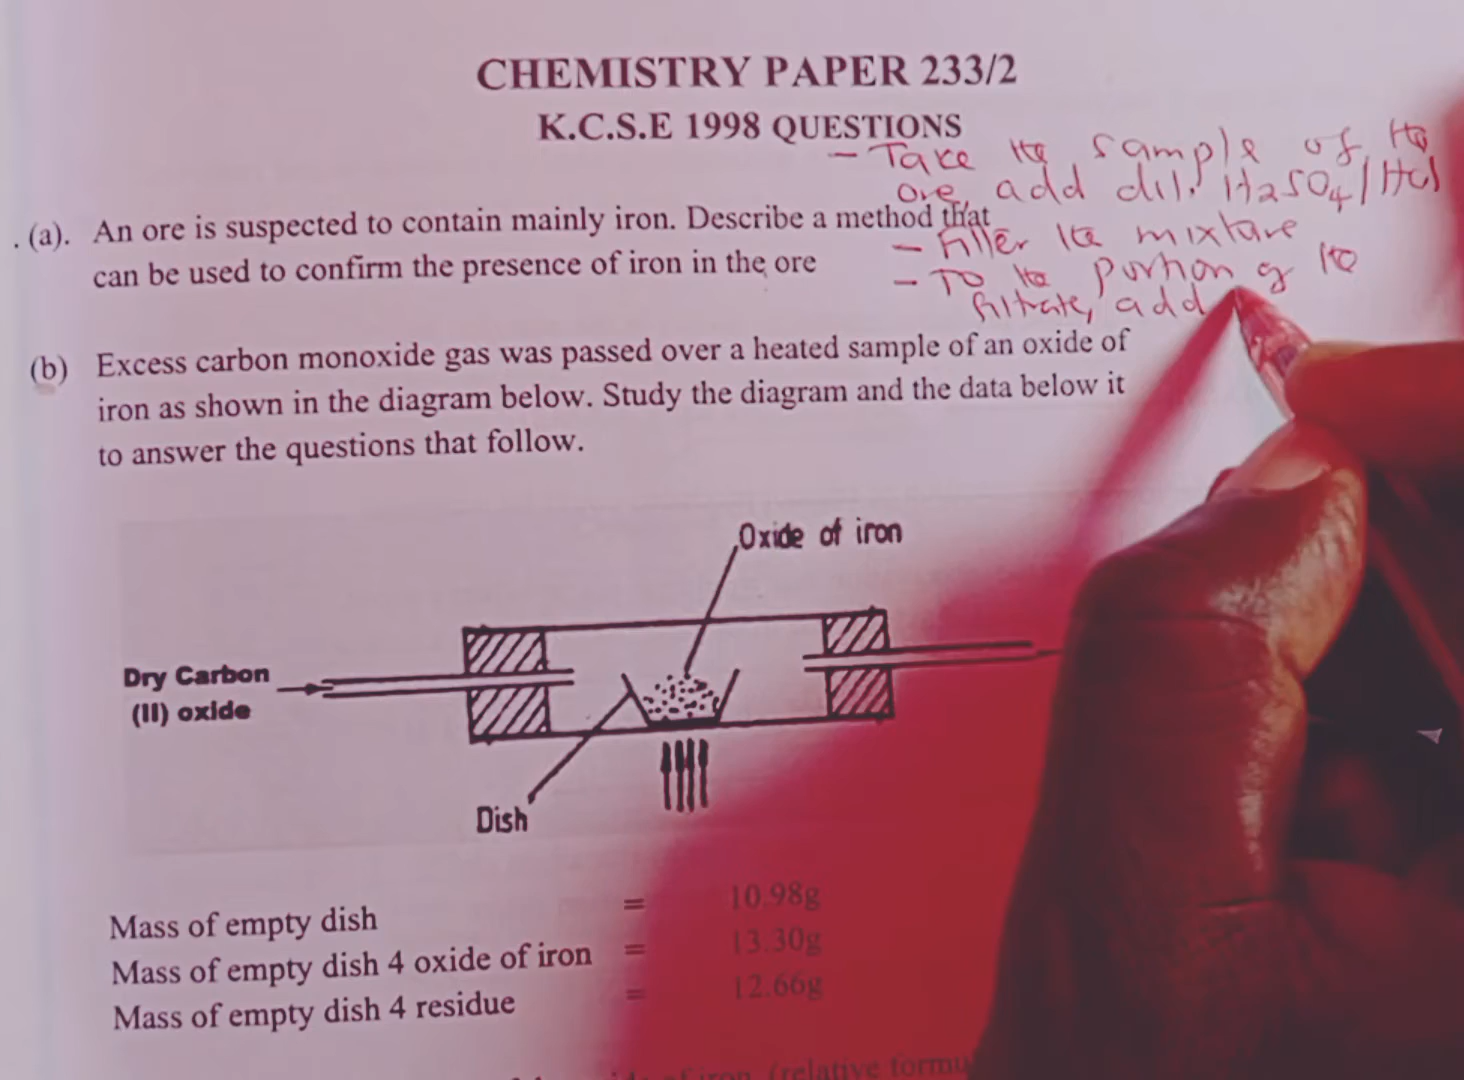 CHEMISTRY PAPER 233/2
K.C.S.E 1998 QUESTIONS
- Take the sample of the
ore, add dil. H2SO4/HCl
- Filter the mixture
- To the portion of the
filtrate, add
. (a). An ore is suspected to contain mainly iron. Describe a method that
can be used to confirm the presence of iron in the ore
(b) Excess carbon monoxide gas was passed over a heated sample of an oxide of
iron as shown in the diagram below. Study the diagram and the data below it
to answer the questions that follow.
Oxide of iron
Dry Carbon
(II) oxide
Dish
Mass of empty dish = 10.98g
Mass of empty dish 4 oxide of iron = 13.30g
Mass of empty dish 4 residue = 12.66g
of iron (relative formu